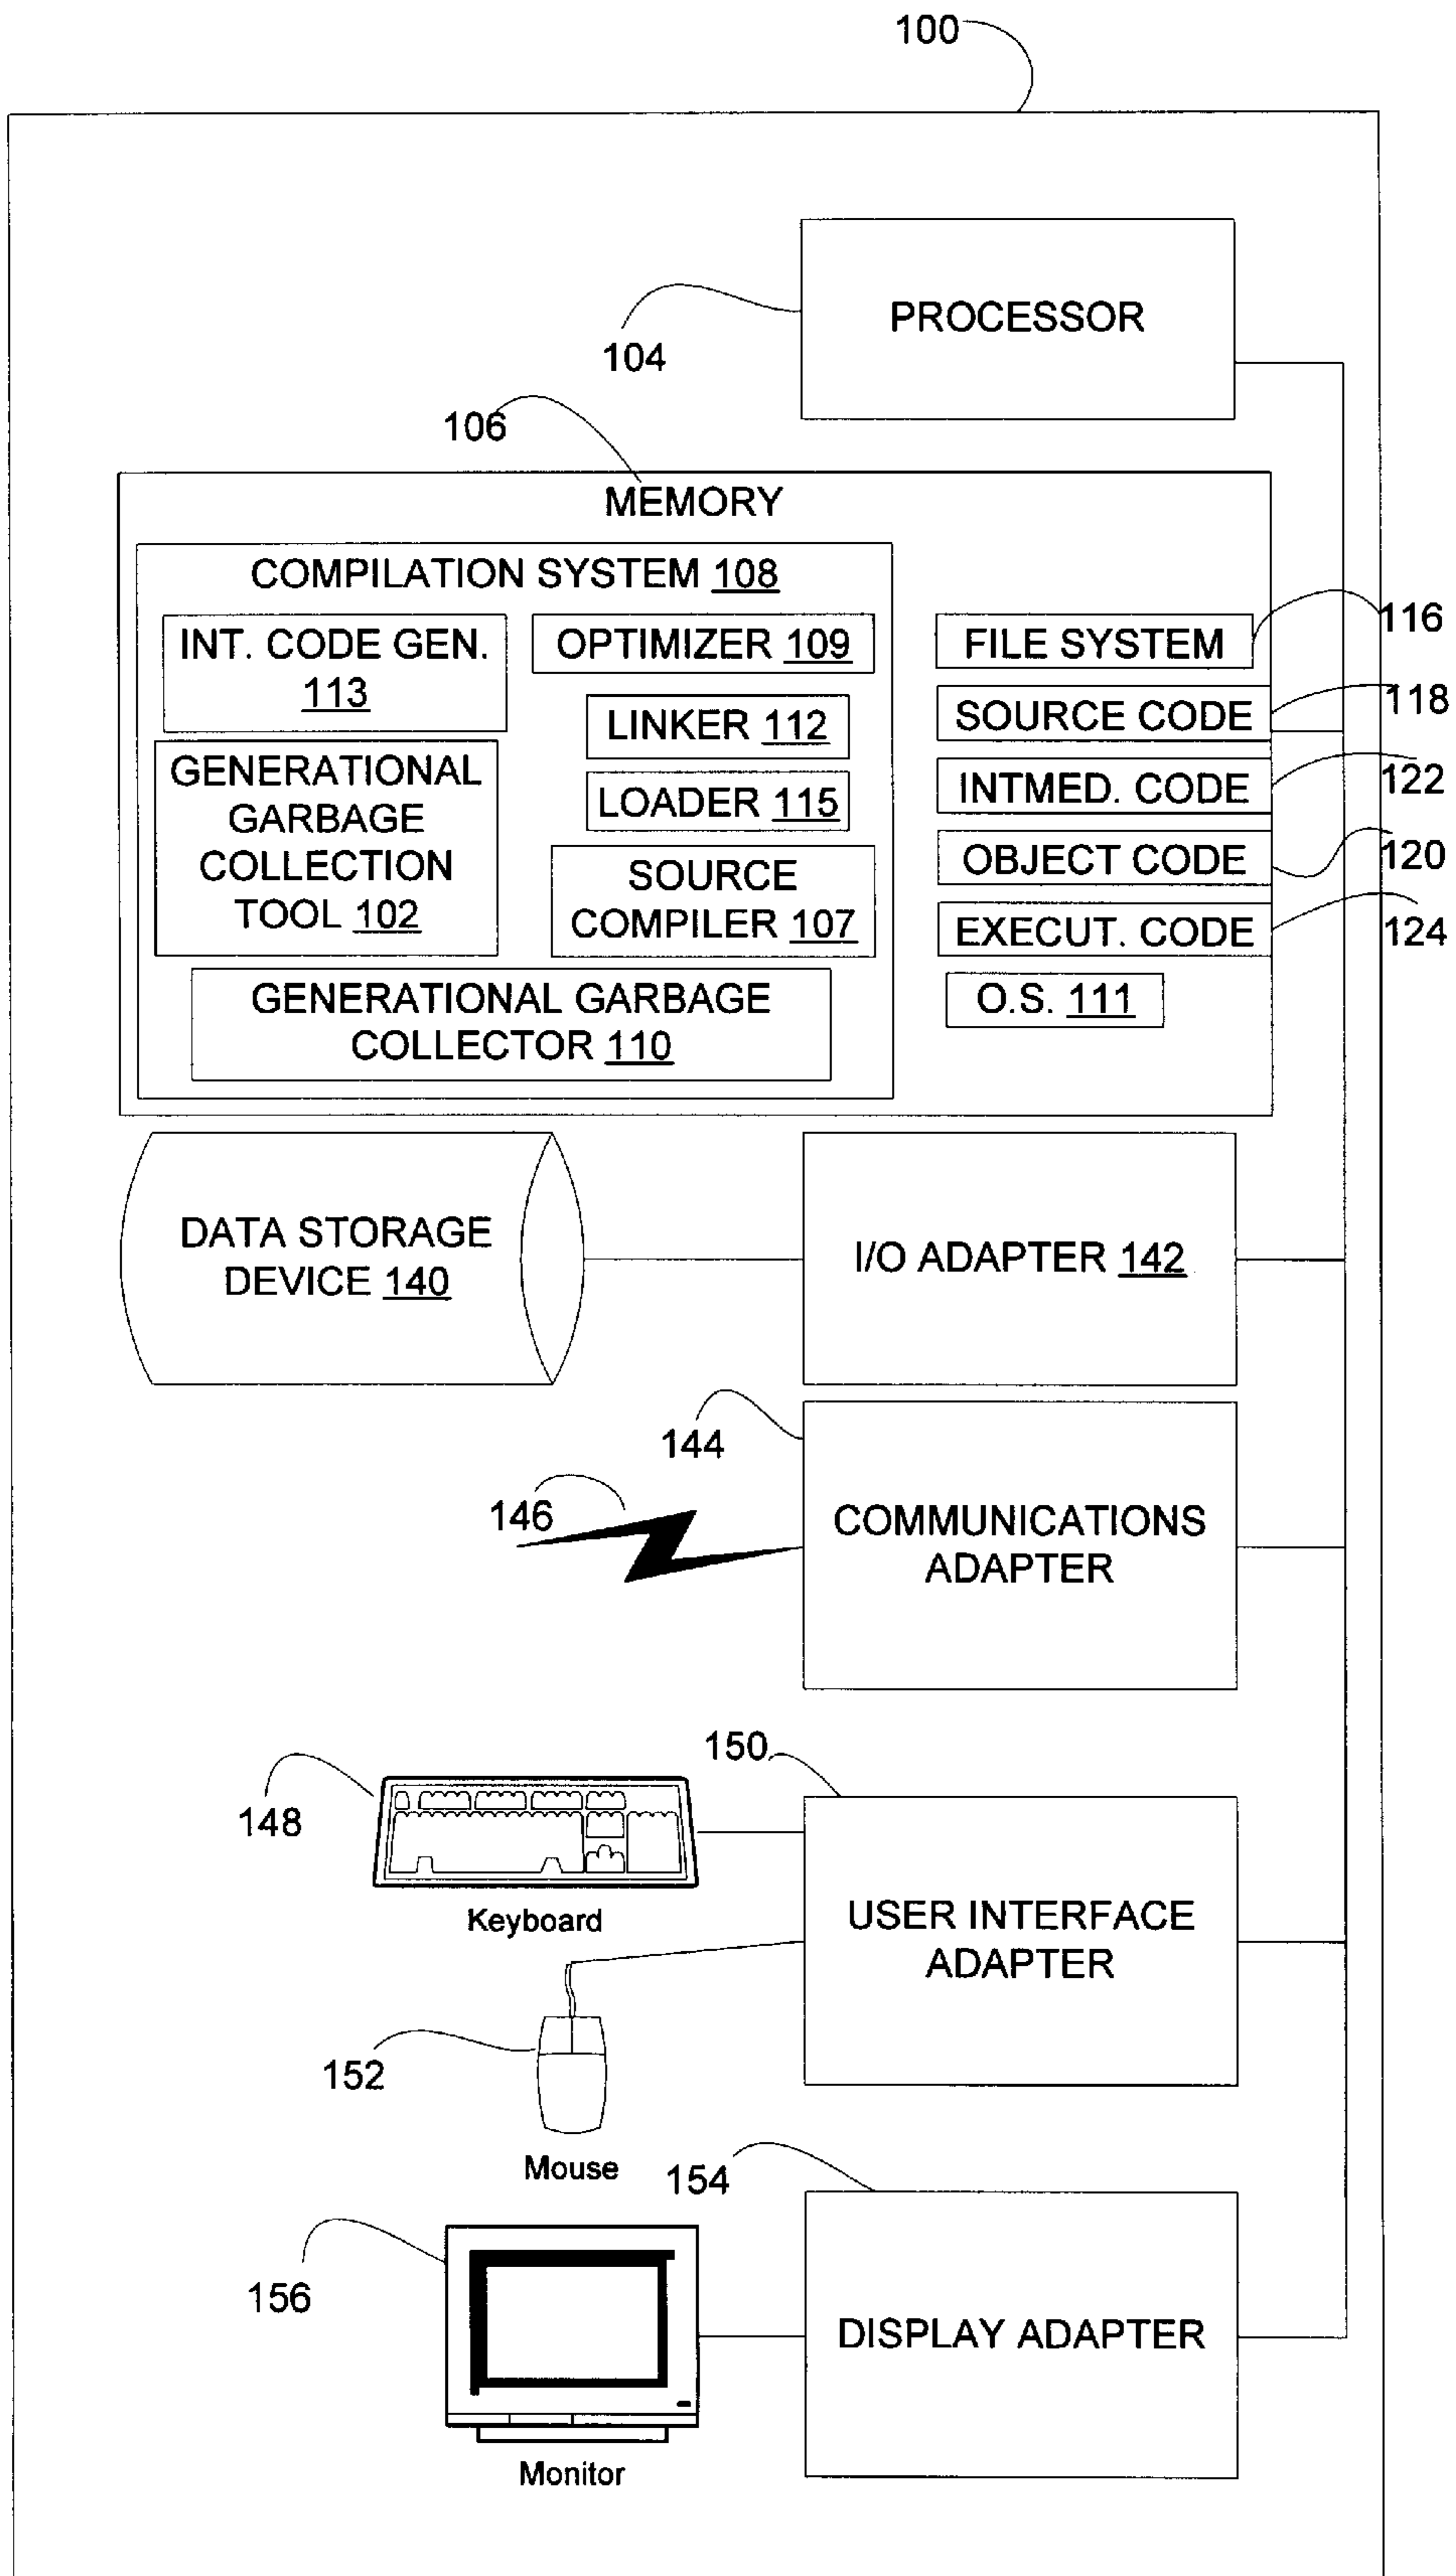 100
PROCESSOR
104
106
MEMORY
COMPILATION SYSTEM 108
INT. CODE GEN.
113
OPTIMIZER 109
LINKER 112
LOADER 115
GENERATIONAL
GARBAGE
COLLECTION
TOOL 102
SOURCE
COMPILER 107
GENERATIONAL GARBAGE
COLLECTOR 110
FILE SYSTEM
116
SOURCE CODE
118
INTMED. CODE
122
OBJECT CODE
120
EXECUT. CODE
124
O.S. 111
DATA STORAGE
DEVICE 140
I/O ADAPTER 142
144
146
COMMUNICATIONS
ADAPTER
150
148
Keyboard
USER INTERFACE
ADAPTER
152
Mouse
154
156
DISPLAY ADAPTER
Monitor